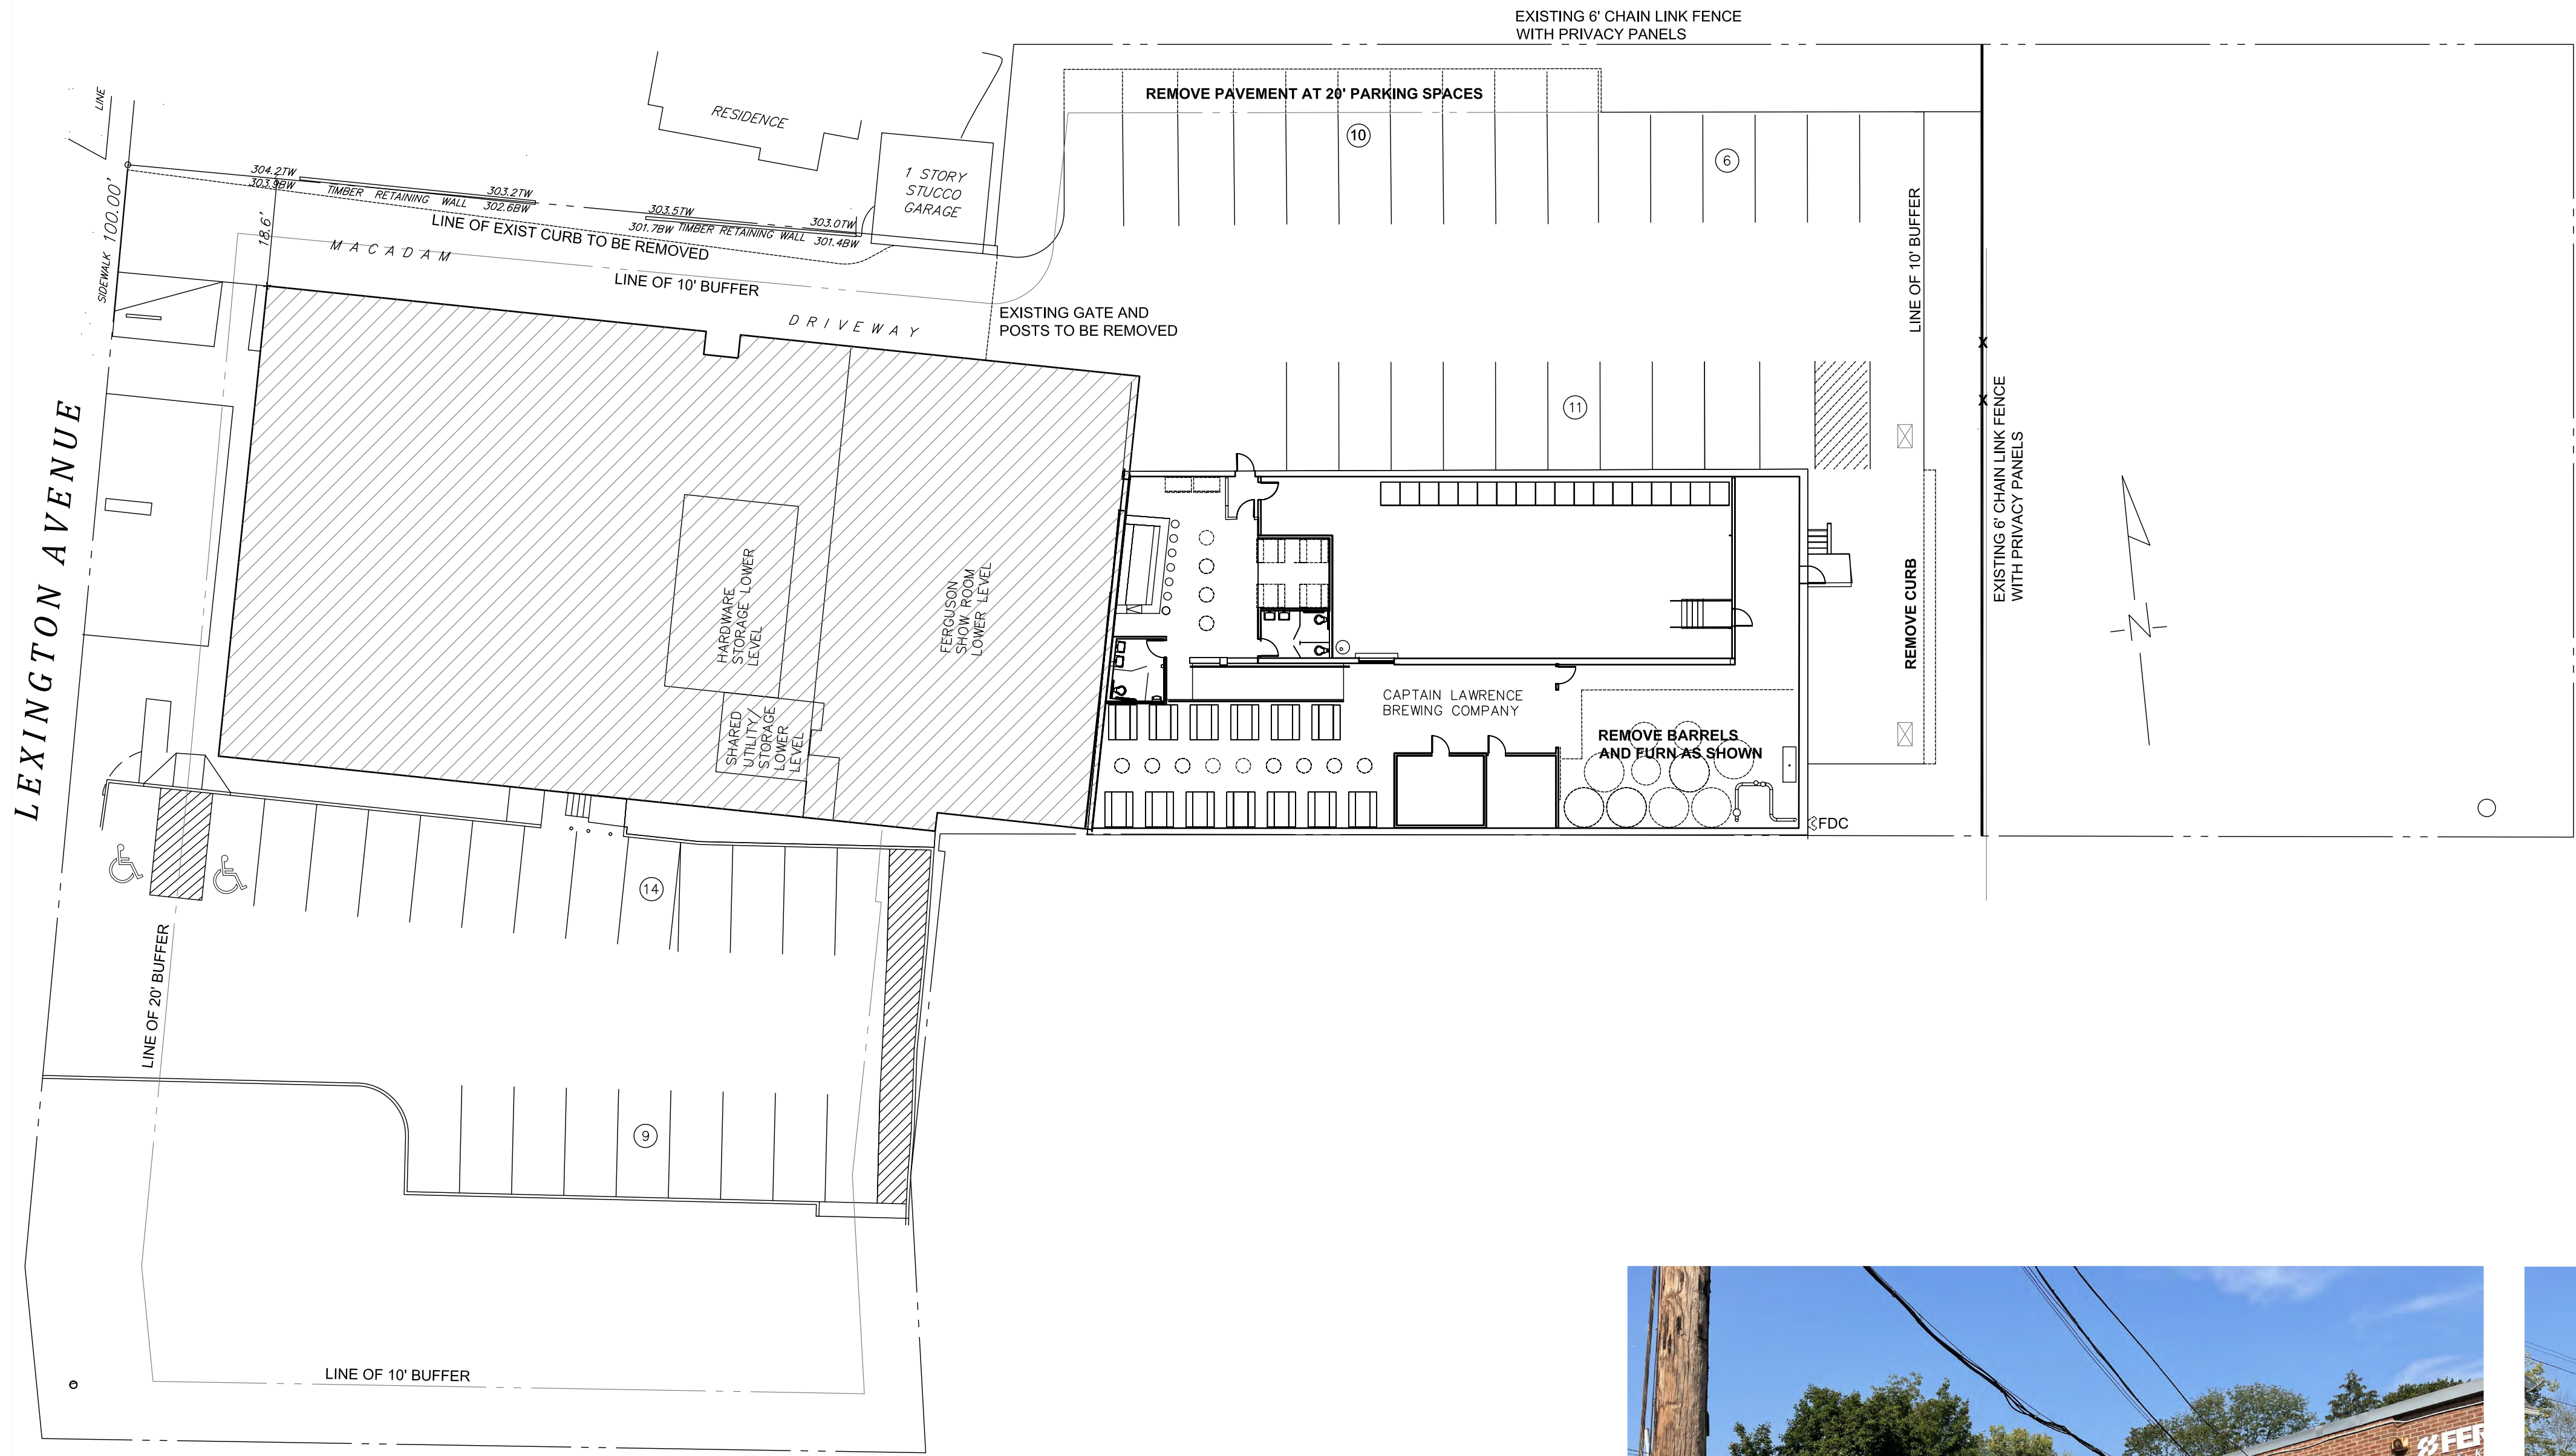 EXISTING 6' CHAIN LINK FENCE
WITH PRIVACY PANELS
REMOVE PAVEMENT AT 20' PARKING SPACES
10
6
LINE
SIDEWALK 100.00'
RESIDENCE
1 STORY
STUCCO
GARAGE
304.2TW
303.9BW
TIMBER RETAINING WALL
303.2TW
302.6BW
303.5TW
301.7BW
TIMBER RETAINING WALL
303.0TW
301.4BW
18.6'
LINE OF EXIST CURB TO BE REMOVED
MACADAM
LINE OF 10' BUFFER
DRIVEWAY
EXISTING GATE AND
POSTS TO BE REMOVED
LINE OF 10' BUFFER
X
X
EXISTING 6' CHAIN LINK FENCE
WITH PRIVACY PANELS
11
LEXINGTON AVENUE
HARDWARE
STORAGE LOWER
LEVEL
FERGUSON
SHOW ROOM
LOWER LEVEL
SHARED
UTILITY/
STORAGE
LOWER
LEVEL
CAPTAIN LAWRENCE
BREWING COMPANY
REMOVE BARRELS
AND FURN AS SHOWN
REMOVE CURB
N
FDC
14
LINE OF 20' BUFFER
9
LINE OF 10' BUFFER
FER